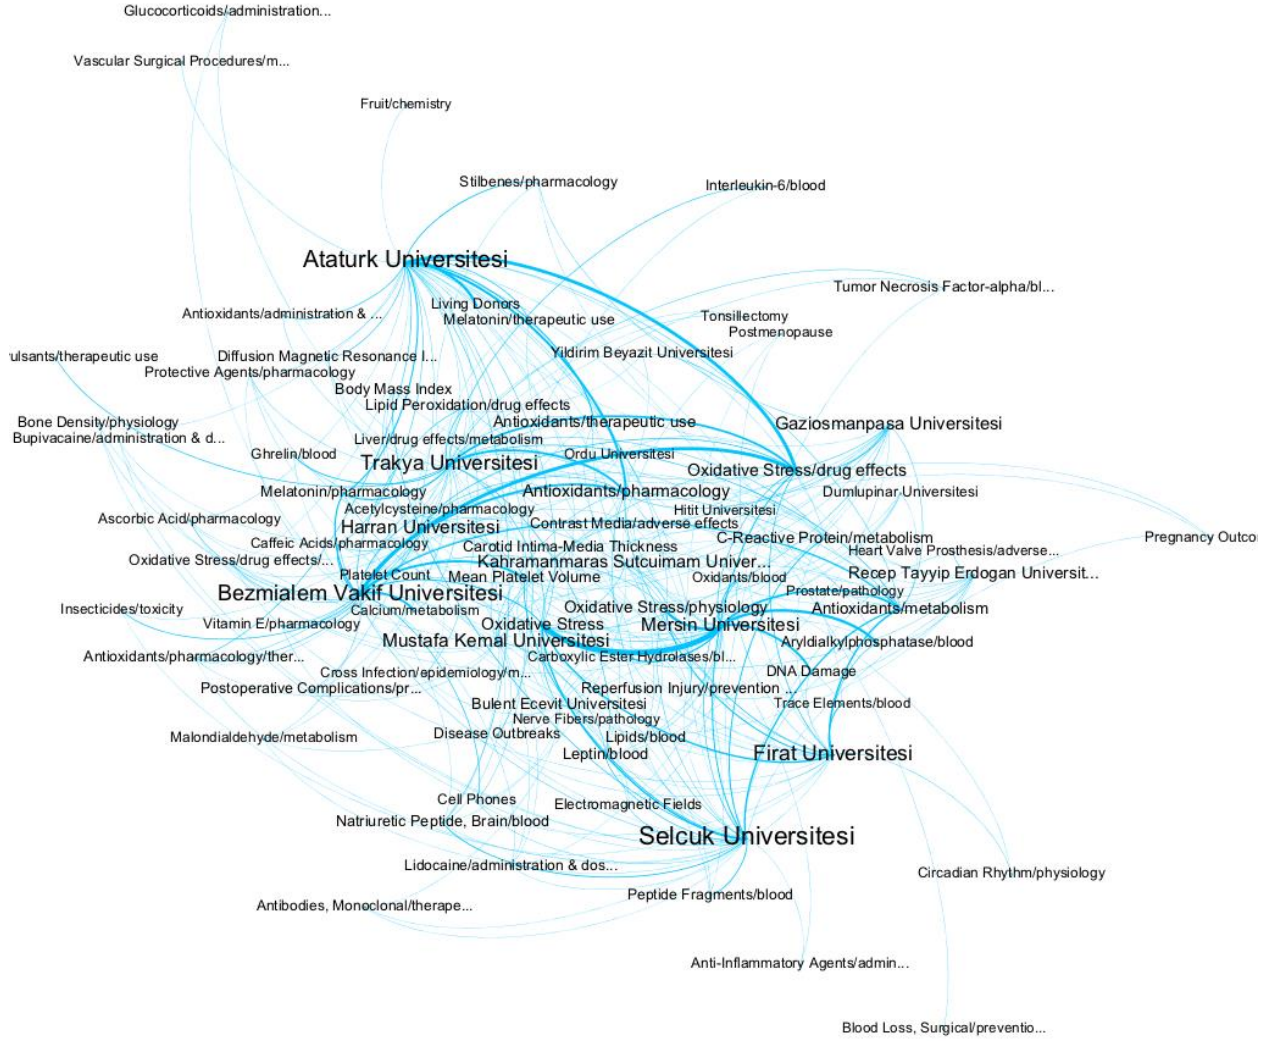 Glucocorticoids/administration...
Vascular Surgical Procedures/m...
Fruit/chemistry
Stilbenes/pharmacology
Interleukin-6/blood
Ataturk Universitesi
Tumor Necrosis Factor-alpha/bl...
Living Donors
Antioxidants/administration & ...
Melatonin/therapeutic use
Tonsillectomy
Postmenopause
ulsants/therapeutic use
Diffusion Magnetic Resonance I...
Yildirim Beyazit Universitesi
Protective Agents/pharmacology
Body Mass Index
Lipid Peroxidation/drug effects
Bone Density/physiology
Antioxidants/therapeutic use
Gaziosmanpasa Universitesi
Bupivacaine/administration & d...
Liver/drug effects/metabolism
Ghrelin/blood
Ordu Universitesi
Trakya Universitesi
Oxidative Stress/drug effects
Melatonin/pharmacology
Antioxidants/pharmacology
Dumlupinar Universitesi
Acetylcysteine/pharmacology
Hitit Universitesi
Ascorbic Acid/pharmacology
Harran Universitesi
Contrast Media/adverse effects
C-Reactive Protein/metabolism
Pregnancy Outco
Caffeic Acids/pharmacology
Carotid Intima-Media Thickness
Heart Valve Prosthesis/adverse...
Oxidative Stress/drug effects/...
Kahramanmaras Sutcuimam Univer...
Platelet Count
Mean Platelet Volume
Oxidants/blood
Recep Tayyip Erdogan Universit...
Bezmialem Vakif Universitesi
Prostate/pathology
Insecticides/toxicity
Calcium/metabolism
Oxidative Stress/physiology
Antioxidants/metabolism
Vitamin E/pharmacology
Oxidative Stress
Mersin Universitesi
Mustafa Kemal Universitesi
Aryldialkylphosphatase/blood
Antioxidants/pharmacology/ther...
Carboxylic Ester Hydrolases/bl...
Cross Infection/epidemiology/m...
DNA Damage
Postoperative Complications/pr...
Reperfusion Injury/prevention ...
Bulent Ecevit Universitesi
Trace Elements/blood
Nerve Fibers/pathology
Malondialdehyde/metabolism
Disease Outbreaks
Lipids/blood
Leptin/blood
Firat Universitesi
Cell Phones
Electromagnetic Fields
Natriuretic Peptide, Brain/blood
Selcuk Universitesi
Lidocaine/administration & dos...
Circadian Rhythm/physiology
Peptide Fragments/blood
Antibodies, Monoclonal/therape...
Anti-Inflammatory Agents/admin...
Blood Loss, Surgical/preventio...